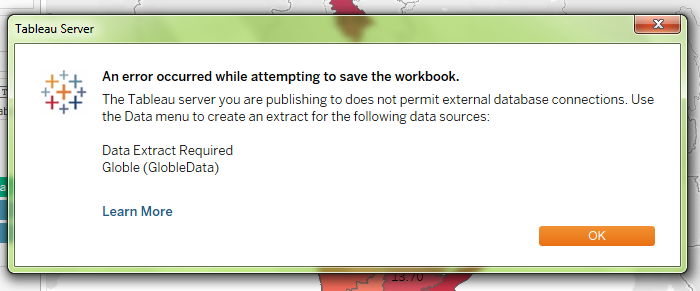 Tableau Server
An error occurred while attempting to save the workbook.
The Tableau server you are publishing to does not permit external database connections. Use
the Data menu to create an extract for the following data sources:
Data Extract Required
Globle (GlobleData)
Learn More
OK
13.70